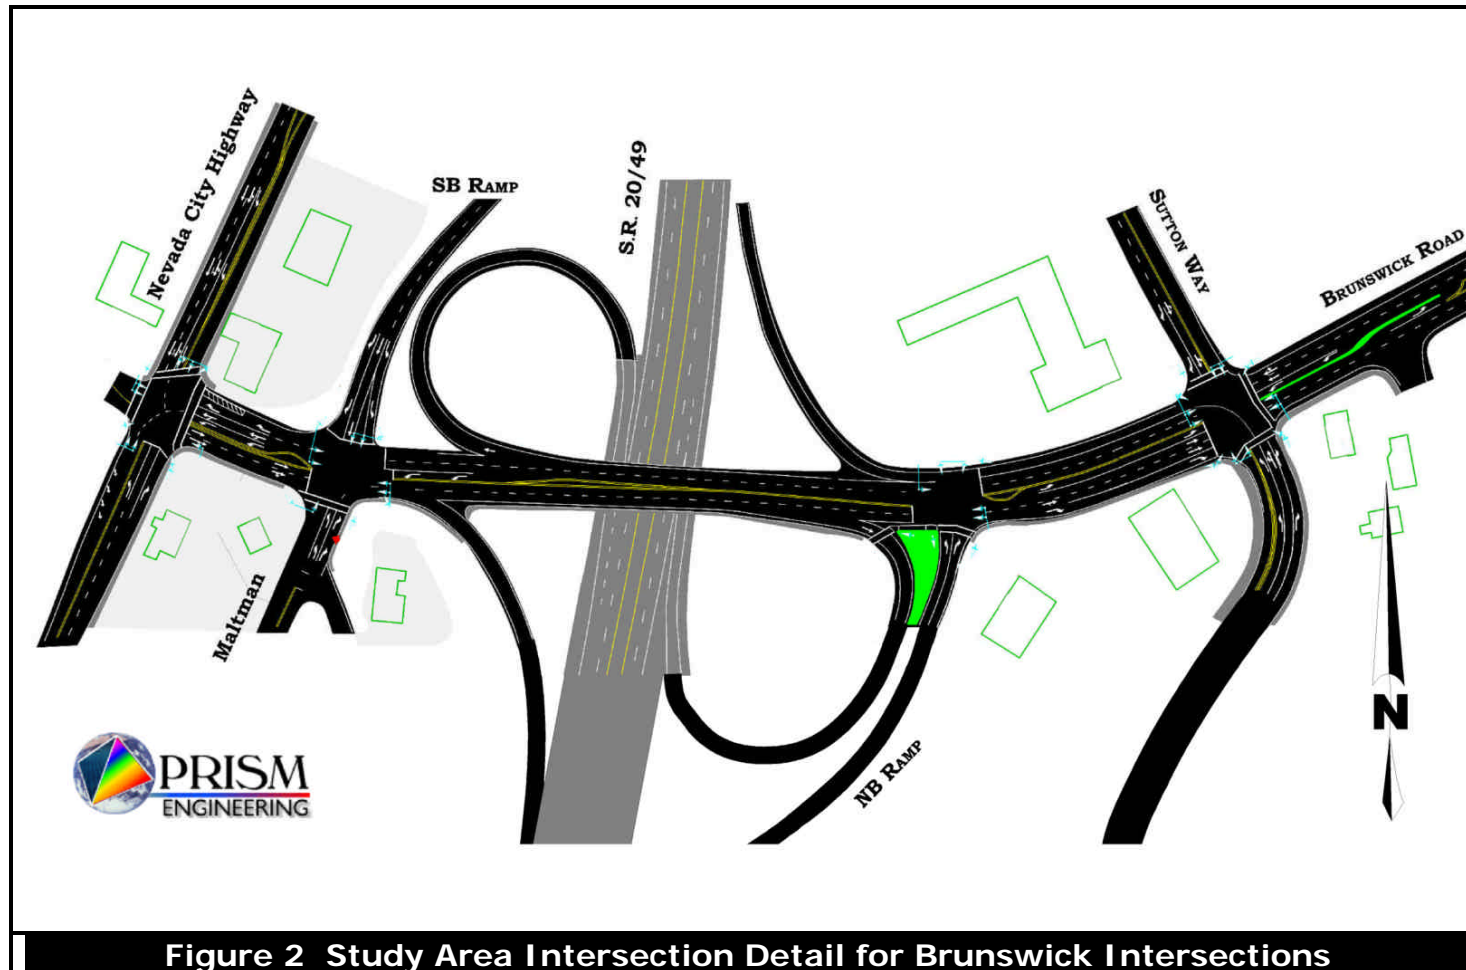 Nevada City Highway
SB RAMP
S.R. 20/49
SUTTON WAY
BRUNSWICK ROAD
Maltman
NB RAMP
N
PRISM
ENGINEERING
Figure 2 Study Area Intersection Detail for Brunswick Intersections